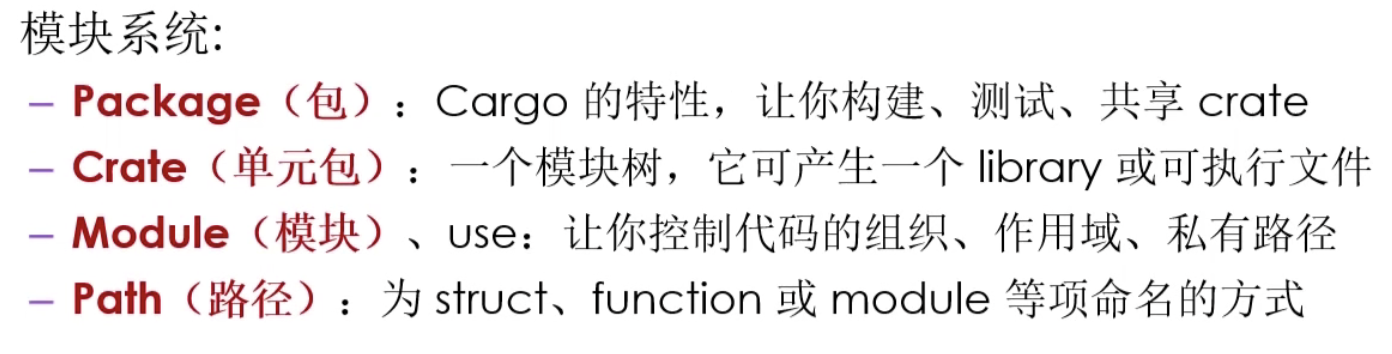 模块系统:
– Package（包）：Cargo 的特性，让你构建、测试、共享 crate
– Crate（单元包）：一个模块树，它可产生一个 library 或可执行文件
– Module（模块）、use：让你控制代码的组织、作用域、私有路径
– Path（路径）：为 struct、function 或 module 等项命名的方式